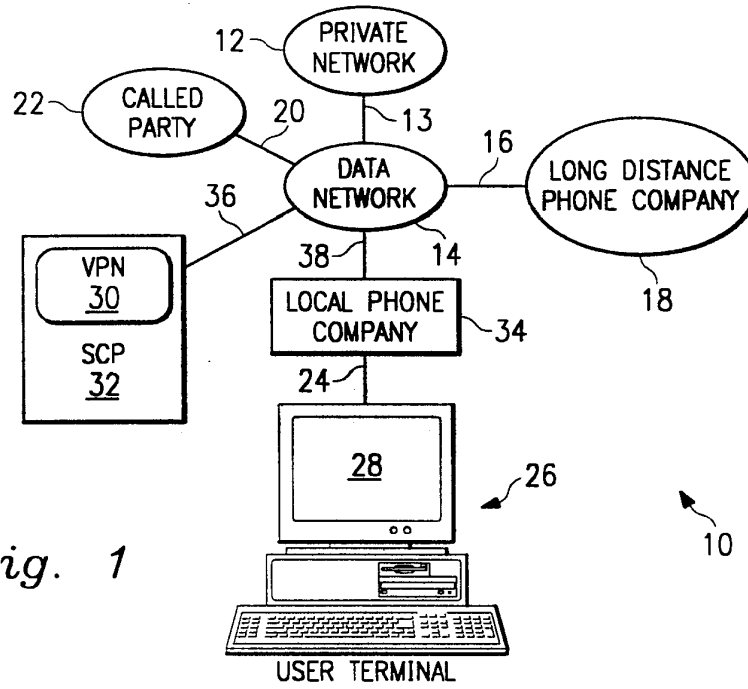 12
PRIVATE
NETWORK
22
CALLED
PARTY
20
13
DATA
NETWORK
16
LONG DISTANCE
PHONE COMPANY
36
14
18
38
VPN
30
SCP
32
LOCAL PHONE
COMPANY
34
24
28
26
10
ig. 1
USER TERMINAL